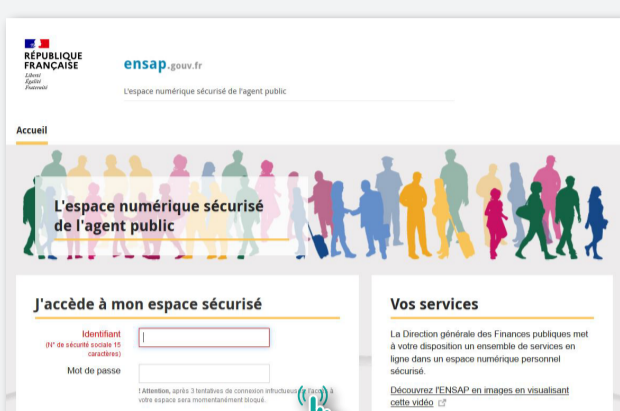 RÉPUBLIQUE
FRANÇAISE
Liberté
Égalité
Fraternité
ensap.gouv.fr
L'espace numérique sécurisé de l'agent public
Accueil
L'espace numérique sécurisé
de l'agent public
J'accède à mon espace sécurisé
Identifiant
(N° de sécurité sociale 15
caractères)
Mot de passe
! Attention, après 3 tentatives de connexion infructueuses l'accès à
votre espace sera momentanément bloqué.
Vos services
La Direction générale des Finances publiques met
à votre disposition un ensemble de services en
ligne dans un espace numérique personnel
sécurisé.
Découvrez l'ENSAP en images en visualisant
cette vidéo